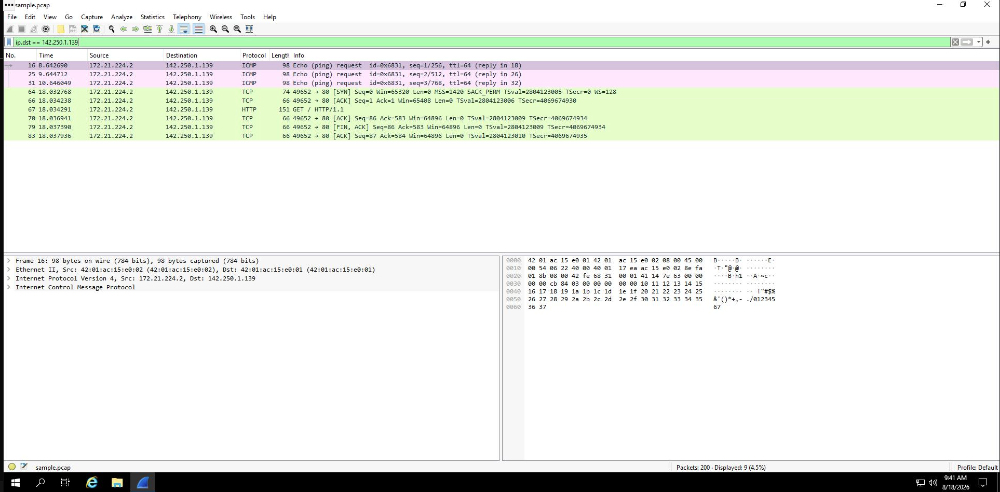 sample.pcap
File Edit View Go Capture Analyze Statistics Telephony Wireless Tools Help
ip.dst == 142.250.1.139
No. Time Source Destination Protocol Length Info
16 8.642690 172.21.224.2 142.250.1.139 ICMP 98 Echo (ping) request id=0x6831, seq=1/256, ttl=64 (reply in 18)
25 9.644712 172.21.224.2 142.250.1.139 ICMP 98 Echo (ping) request id=0x6831, seq=2/512, ttl=64 (reply in 26)
31 10.646049 172.21.224.2 142.250.1.139 ICMP 98 Echo (ping) request id=0x6831, seq=3/768, ttl=64 (reply in 32)
64 18.032768 172.21.224.2 142.250.1.139 TCP 74 49652 → 80 [SYN] Seq=0 Win=65320 Len=0 MSS=1420 SACK_PERM TSval=2804123005 TSecr=0 WS=128
66 18.034238 172.21.224.2 142.250.1.139 TCP 66 49652 → 80 [ACK] Seq=1 Ack=1 Win=65408 Len=0 TSval=2804123006 TSecr=4069674930
67 18.034291 172.21.224.2 142.250.1.139 HTTP 151 GET / HTTP/1.1
70 18.036941 172.21.224.2 142.250.1.139 TCP 66 49652 → 80 [ACK] Seq=86 Ack=583 Win=64896 Len=0 TSval=2804123009 TSecr=4069674934
79 18.037390 172.21.224.2 142.250.1.139 TCP 66 49652 → 80 [FIN, ACK] Seq=86 Ack=583 Win=64896 Len=0 TSval=2804123009 TSecr=4069674934
83 18.037936 172.21.224.2 142.250.1.139 TCP 66 49652 → 80 [ACK] Seq=87 Ack=584 Win=64896 Len=0 TSval=2804123010 TSecr=4069674935
Frame 16: 98 bytes on wire (784 bits), 98 bytes captured (784 bits)
Ethernet II, Src: 42:01:ac:15:e0:02 (42:01:ac:15:e0:02), Dst: 42:01:ac:15:e0:01 (42:01:ac:15:e0:01)
Internet Protocol Version 4, Src: 172.21.224.2, Dst: 142.250.1.139
Internet Control Message Protocol
0000 42 01 ac 15 e0 01 42 01 ac 15 e0 02 08 00 45 00 B·····B· ······E·
0010 00 54 06 22 40 00 40 01 17 ea ac 15 e0 02 8e fa ·T·"@·@· ········
0020 01 8b 08 00 42 fe 68 31 00 01 41 14 7e 63 00 00 ····B·h1 ··A·~c··
0030 00 00 cb 84 03 00 00 00 00 00 10 11 12 13 14 15 ········ ········
0040 16 17 18 19 1a 1b 1c 1d 1e 1f 20 21 22 23 24 25 ········ ·· !"#$%
0050 26 27 28 29 2a 2b 2c 2d 2e 2f 30 31 32 33 34 35 &'()*+,- ./012345
0060 36 37 67
sample.pcap
Packets: 200 · Displayed: 9 (4.5%)
Profile: Default
9:41 AM
8/18/2026